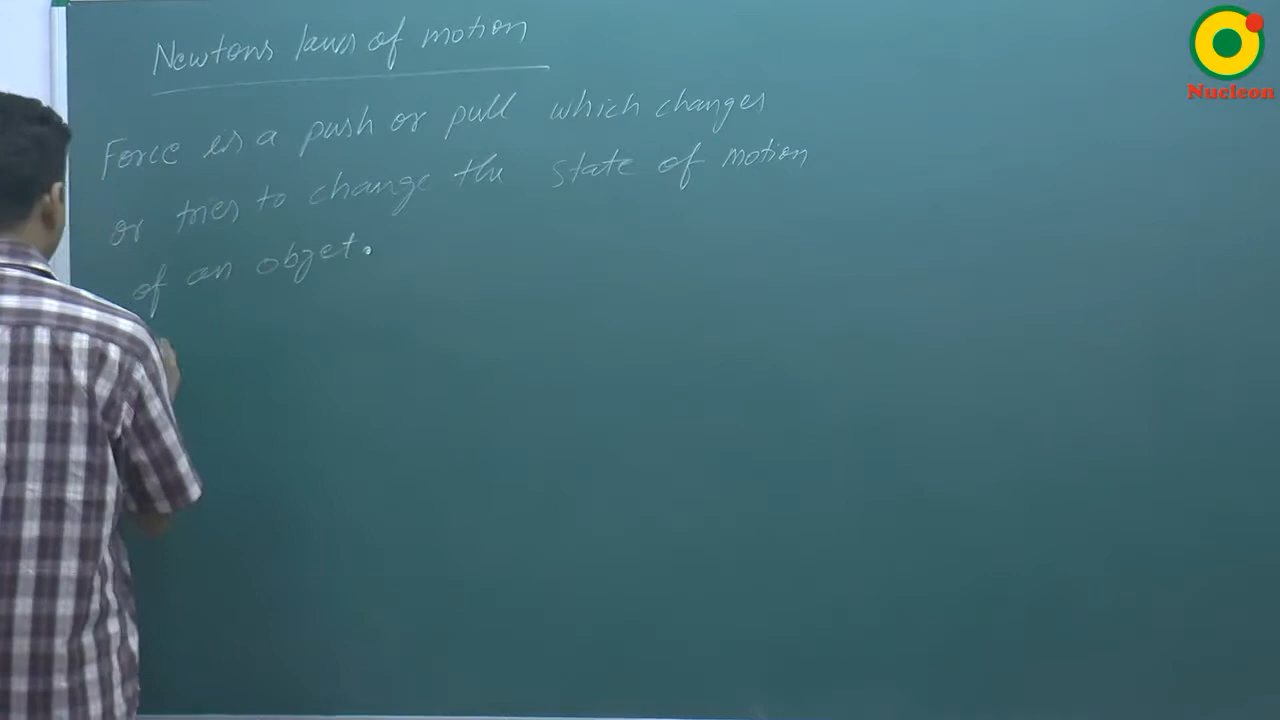 Newtons laws of motion
Force is a push or pull which changes
or tries to change the state of motion
of an objet.
Nucleon